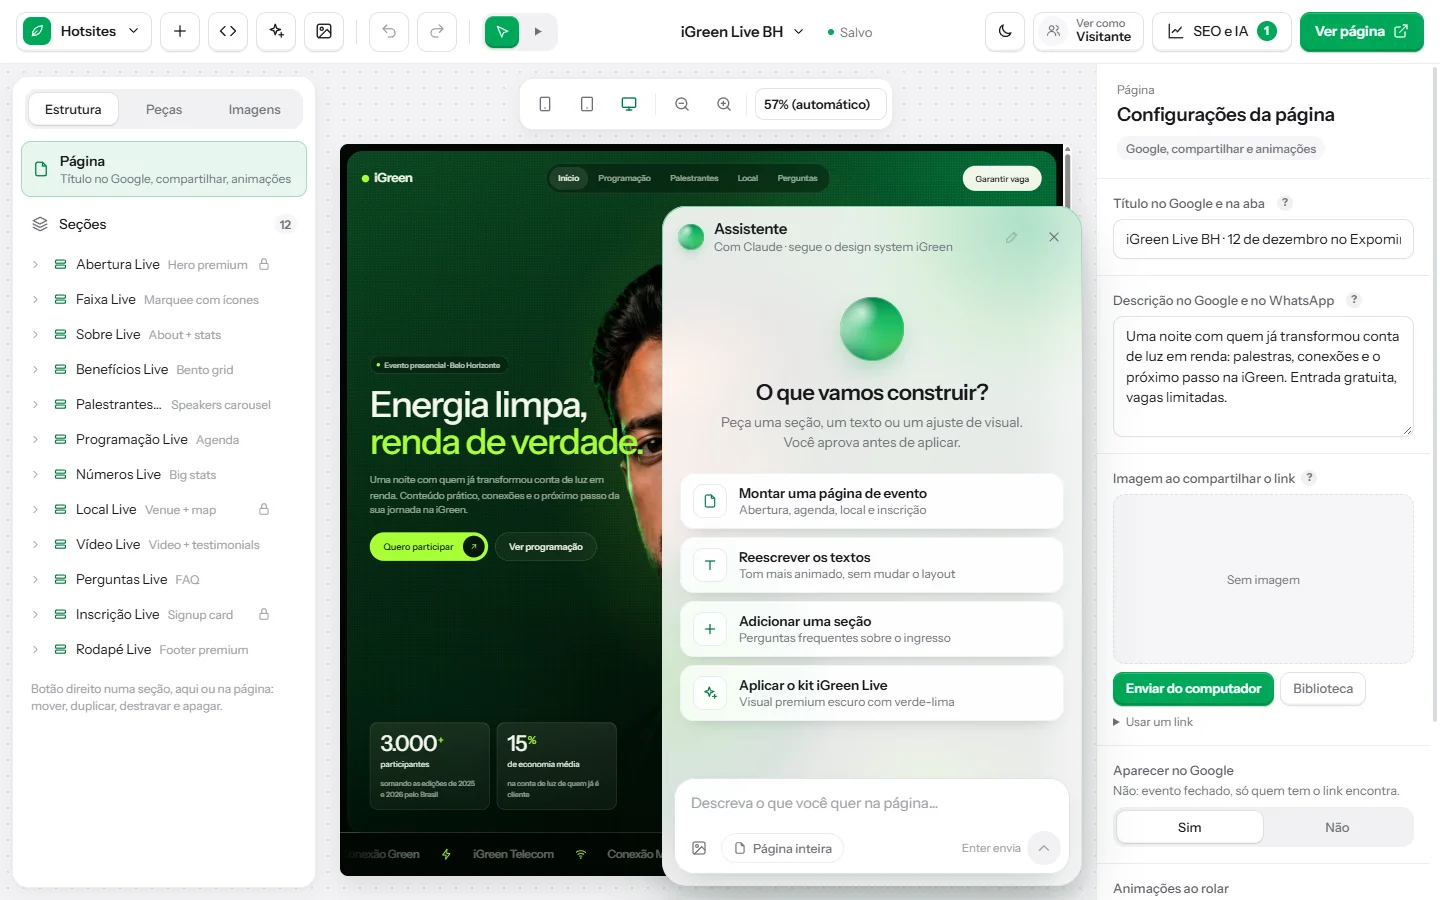 Hotsites
iGreen Live BH
Salvo
Ver como
Visitante
SEO e IA
1
Ver página
Estrutura
Peças
Imagens
Página
Título no Google, compartilhar, animações
Seções
12
Abertura Live Hero premium
Faixa Live Marquee com ícones
Sobre Live About + stats
Benefícios Live Bento grid
Palestrantes... Speakers carousel
Programação Live Agenda
Números Live Big stats
Local Live Venue + map
Vídeo Live Video + testimonials
Perguntas Live FAQ
Inscrição Live Signup card
Rodapé Live Footer premium
Botão direito numa seção, aqui ou na página:
mover, duplicar, destravar e apagar.
57% (automático)
iGreen
Início
Programação
Palestrantes
Local
Perguntas
Garantir vaga
Evento presencial · Belo Horizonte
Energia limpa,
renda de verdade.
Uma noite com quem já transformou conta de luz em
renda. Conteúdo prático, conexões e o próximo passo da
sua jornada na iGreen.
Quero participar
Ver programação
3.000+
participantes
somando as edições de 2025
e 2026 pelo Brasil
15%
de economia média
na conta de luz de quem já é
cliente
onexão Green
iGreen Telecom
Conexão
Assistente
Com Claude · segue o design system iGreen
O que vamos construir?
Peça uma seção, um texto ou um ajuste de visual.
Você aprova antes de aplicar.
Montar uma página de evento
Abertura, agenda, local e inscrição
Reescrever os textos
Tom mais animado, sem mudar o layout
Adicionar uma seção
Perguntas frequentes sobre o ingresso
Aplicar o kit iGreen Live
Visual premium escuro com verde-lima
Descreva o que você quer na página...
Página inteira
Enter envia
Página
Configurações da página
Google, compartilhar e animações
Título no Google e na aba ?
iGreen Live BH · 12 de dezembro no Expomi
Descrição no Google e no WhatsApp ?
Uma noite com quem já transformou conta
de luz em renda: palestras, conexões e o
próximo passo na iGreen. Entrada gratuita,
vagas limitadas.
Imagem ao compartilhar o link ?
Sem imagem
Enviar do computador
Biblioteca
Usar um link
Aparecer no Google
Não: evento fechado, só quem tem o link encontra.
Sim
Não
Animações ao rolar